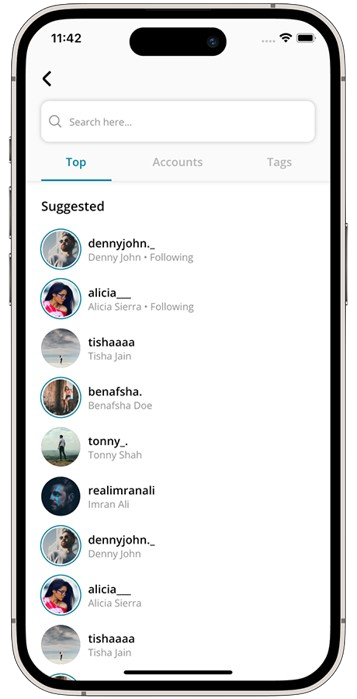 11:42
Search here...
Top Accounts Tags
Suggested
dennyjohn._
Denny John • Following
alicia___
Alicia Sierra • Following
tishaaaa
Tisha Jain
benafsha.
Benafsha Doe
tonny_.
Tonny Shah
realimranali
Imran Ali
dennyjohn._
Denny John
alicia___
Alicia Sierra
tishaaaa
Tisha Jain